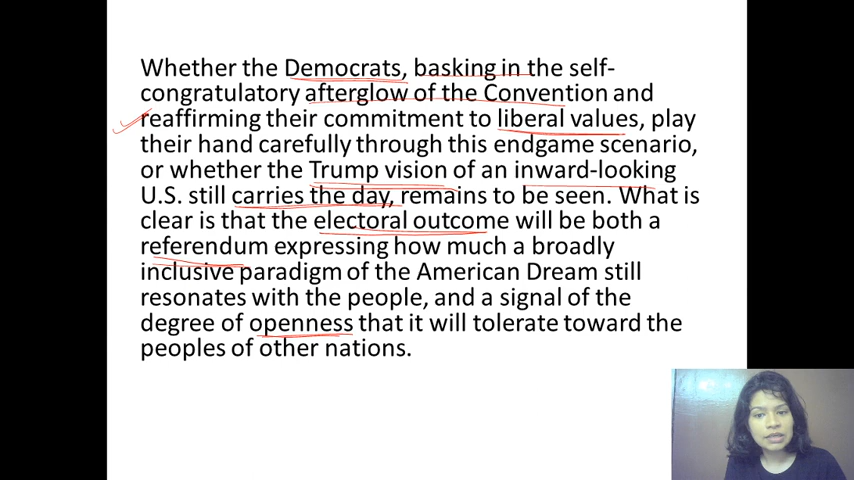 Whether the Democrats, basking in the self-
congratulatory afterglow of the Convention and
reaffirming their commitment to liberal values, play
their hand carefully through this endgame scenario,
or whether the Trump vision of an inward-looking
U.S. still carries the day, remains to be seen. What is
clear is that the electoral outcome will be both a
referendum expressing how much a broadly
inclusive paradigm of the American Dream still
resonates with the people, and a signal of the
degree of openness that it will tolerate toward the
peoples of other nations.